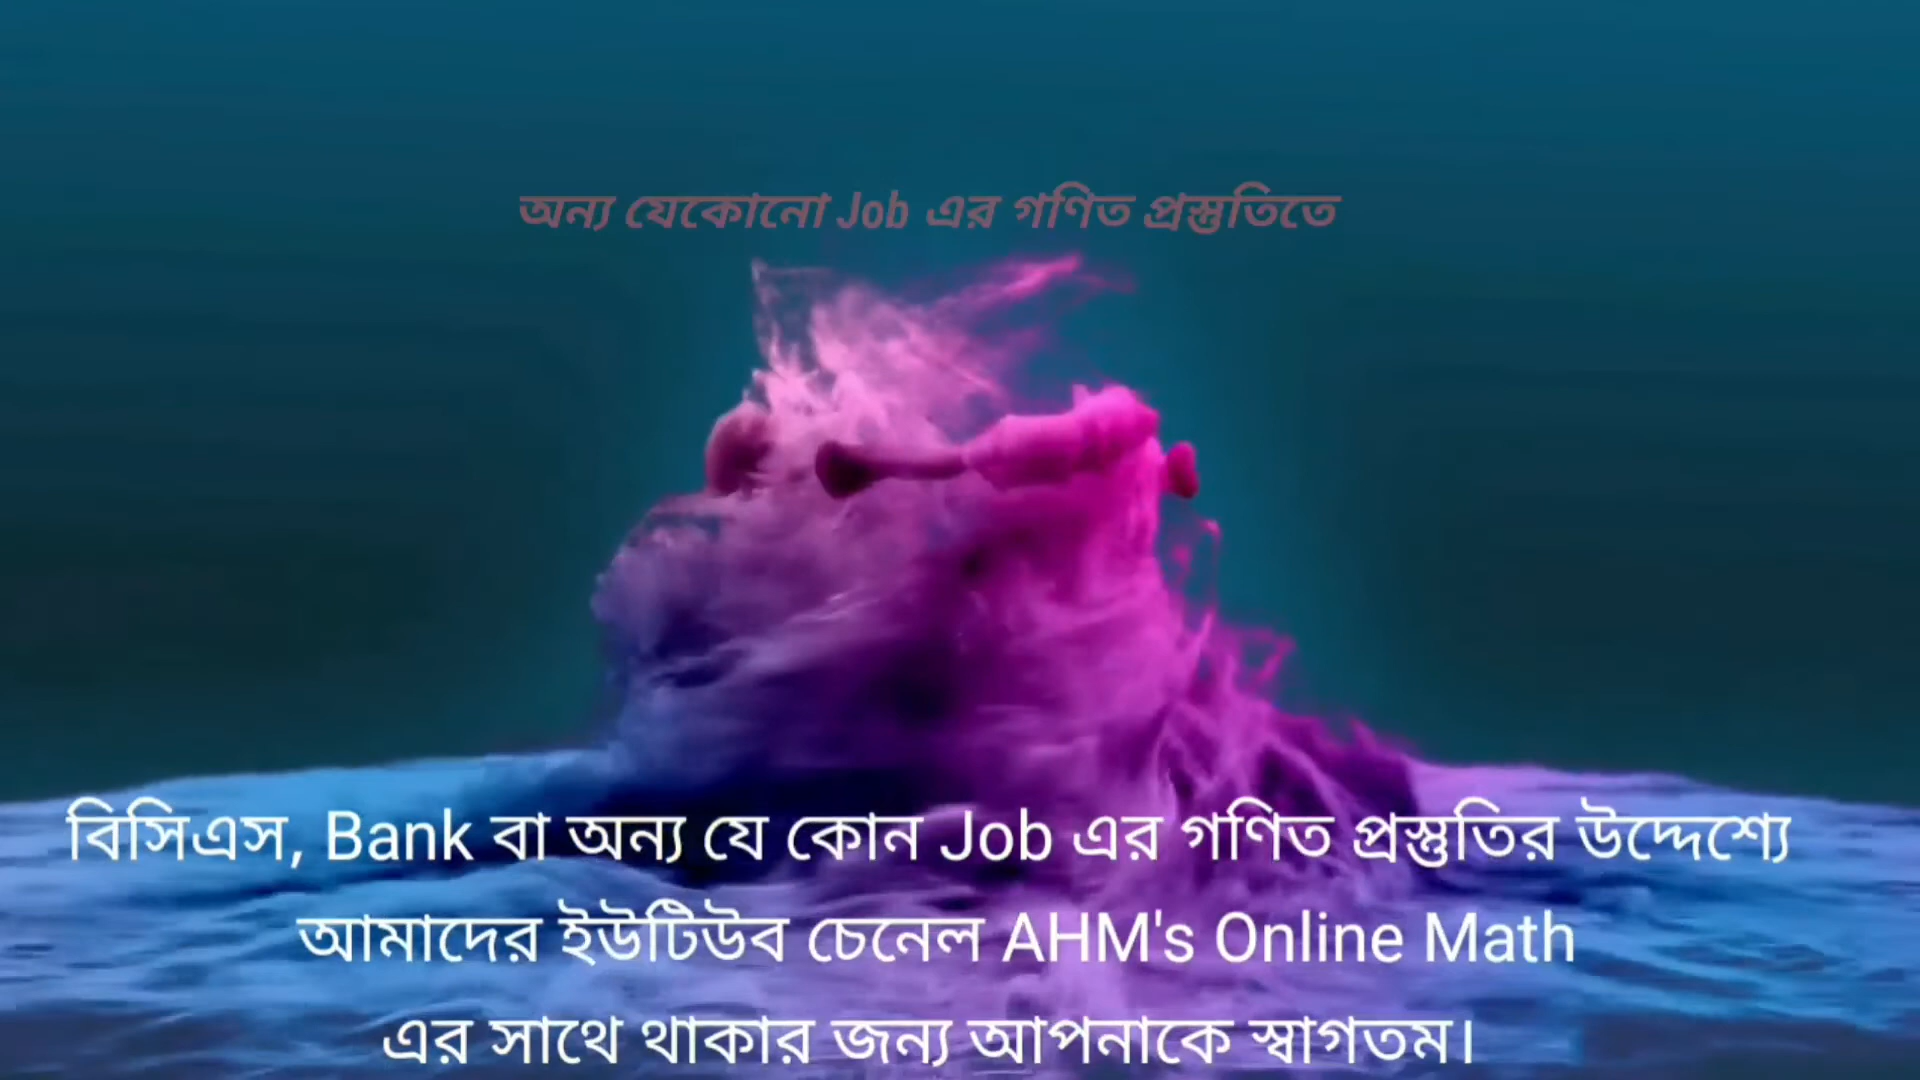 অন্য যেকোনো Job এর গণিত প্রস্তুতিতে
বিসিএস, Bank বা অন্য যে কোন Job এর গণিত প্রস্তুতির উদ্দেশ্যে
আমাদের ইউটিউব চেনেল AHM's Online Math
এর সাথে থাকার জন্য আপনাকে স্বাগতম।